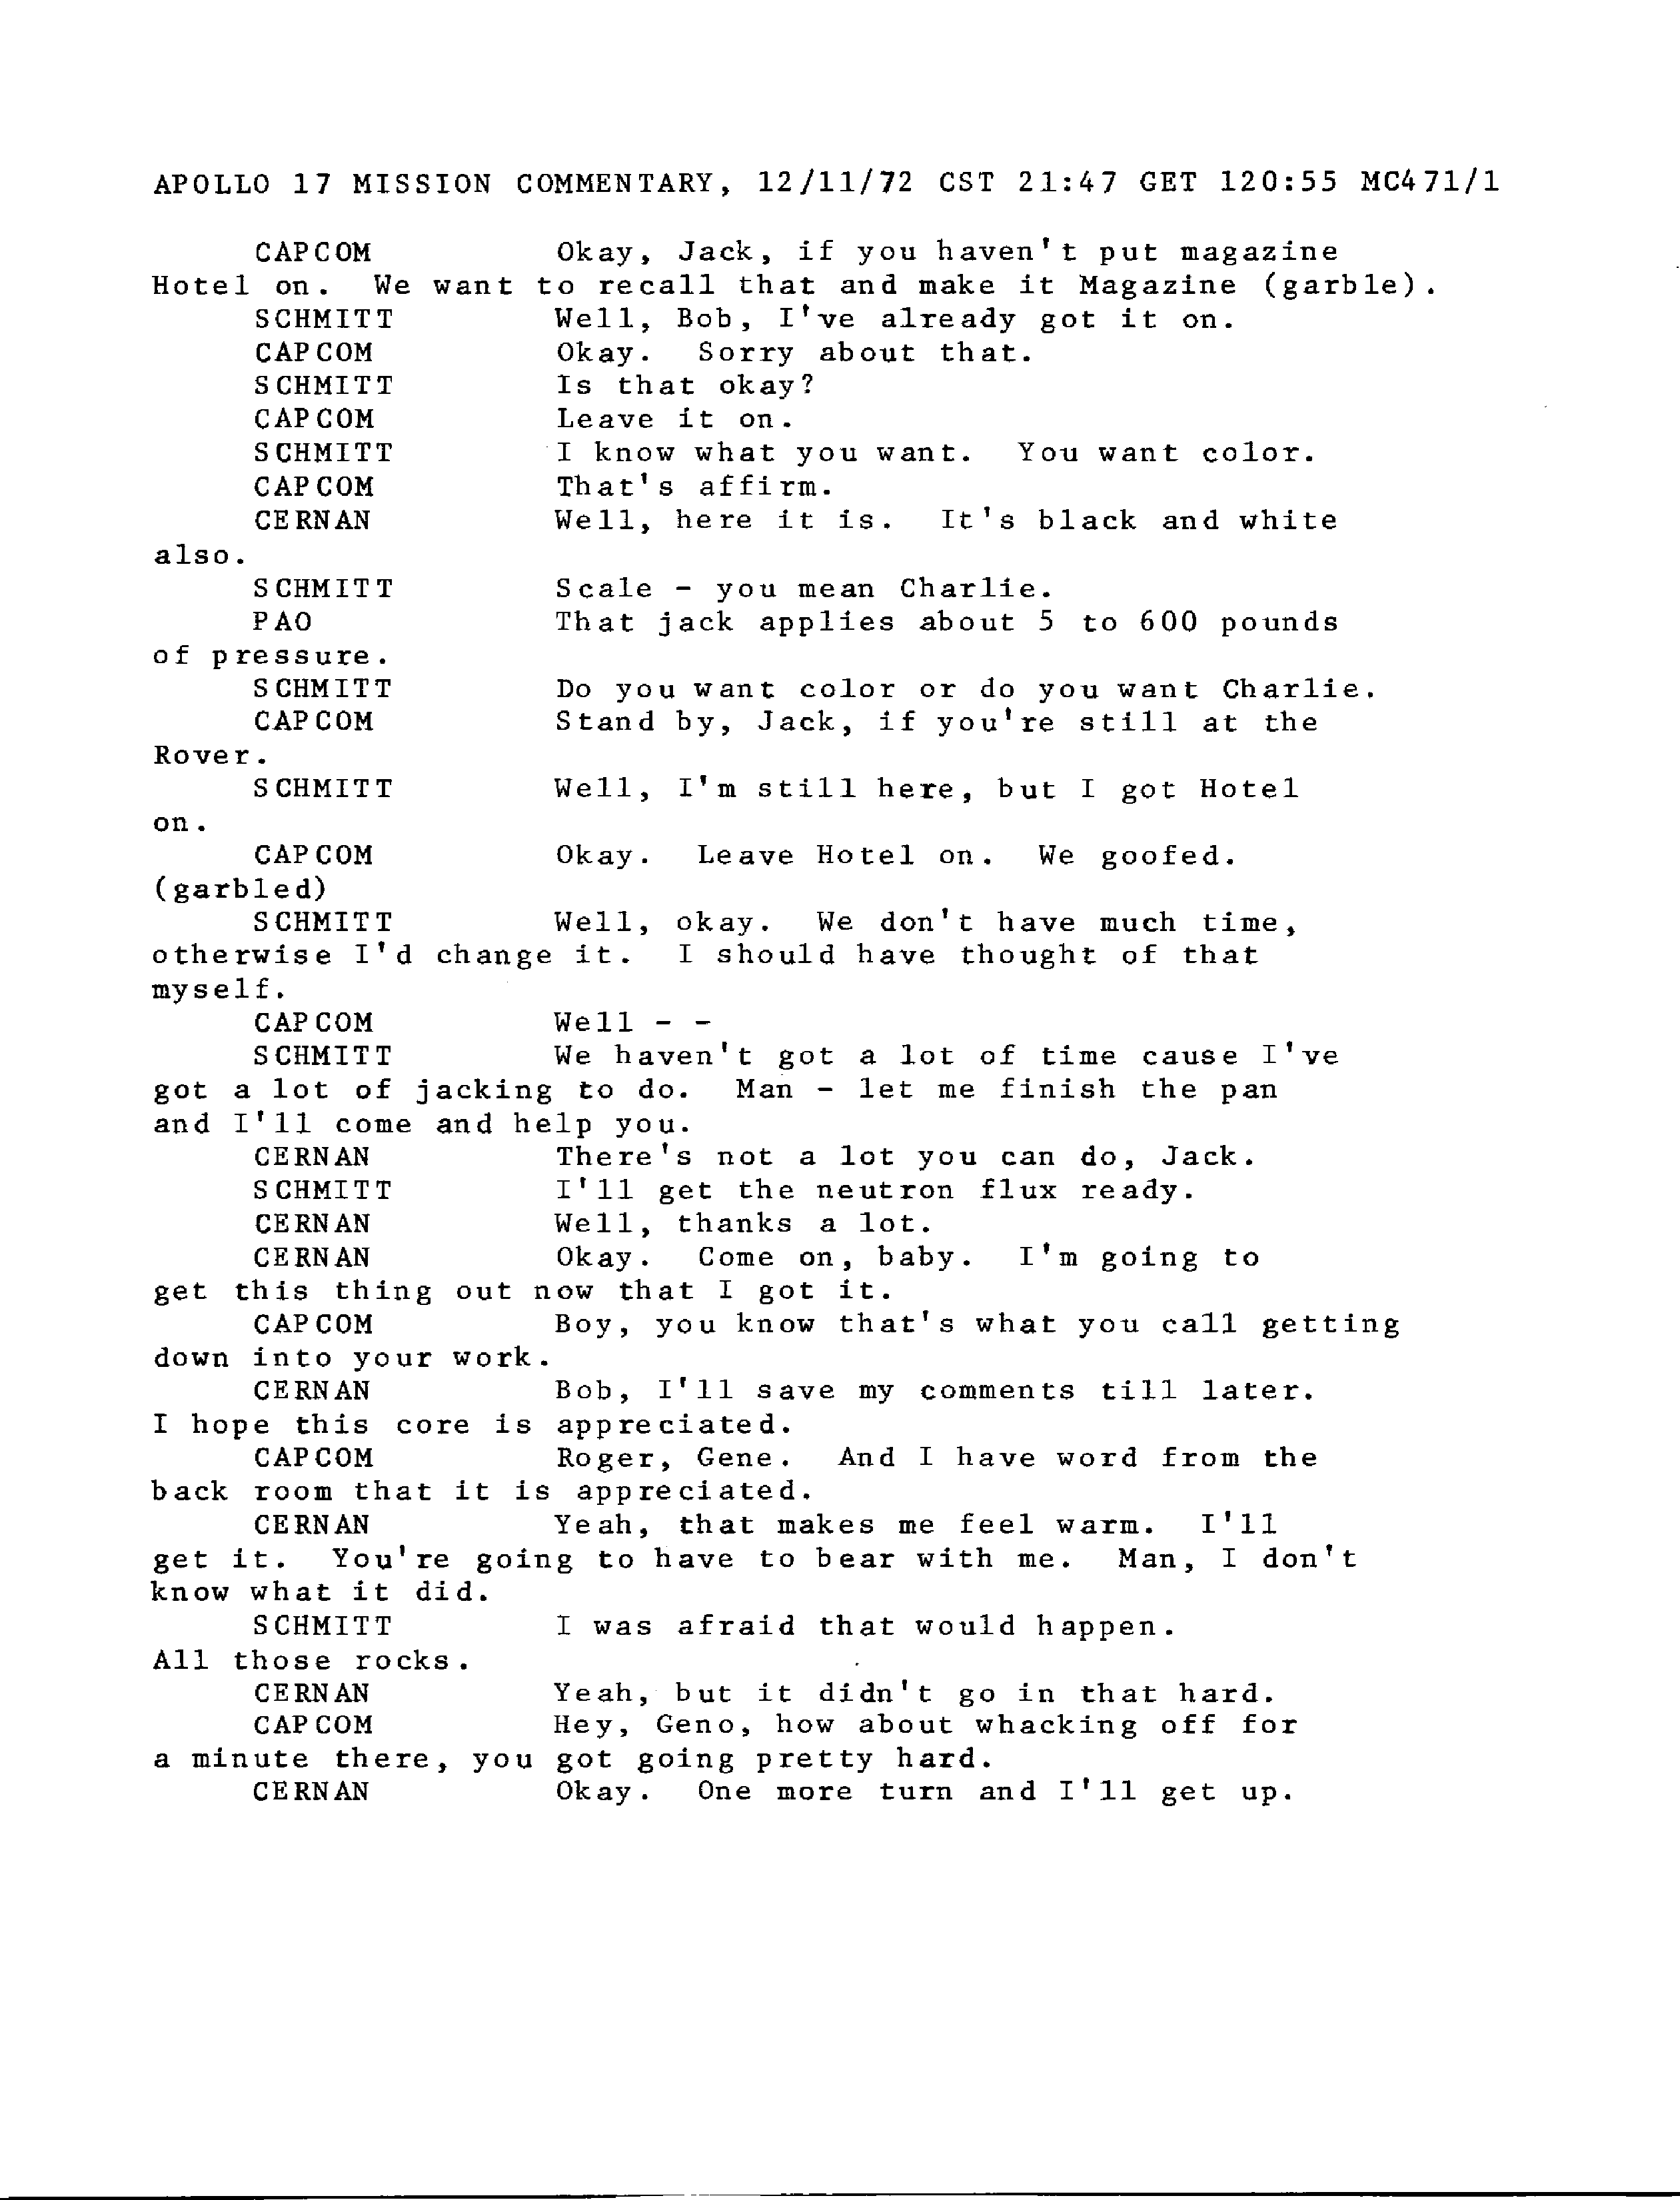 APOLLO 17 MISSION COMMENTARY, 12/11/72 CST 21:47 GET 120:55 MC471/1
CAPCOM Okay, Jack, if you haven't put magazine
Hotel on. We want to recall that and make it Magazine (garble).
SCHMITT Well, Bob, I've already got it on.
CAPCOM Okay. Sorry about that.
SCHMITT Is that okay?
CAPCOM Leave it on.
SCHMITT I know what you want. You want color.
CAPCOM That's affirm.
CERNAN Well, here it is. It's black and white
also.
SCHMITT Scale - you mean Charlie.
PAO That jack applies about 5 to 600 pounds
of pressure.
SCHMITT Do you want color or do you want Charlie.
CAPCOM Stand by, Jack, if you're still at the
Rover.
SCHMITT Well, I'm still here, but I got Hotel
on.
CAPCOM Okay. Leave Hotel on. We goofed.
(garbled)
SCHMITT Well, okay. We don't have much time,
otherwise I'd change it. I should have thought of that
myself.
CAPCOM Well - -
SCHMITT We haven't got a lot of time cause I've
got a lot of jacking to do. Man - let me finish the pan
and I'll come and help you.
CERNAN There's not a lot you can do, Jack.
SCHMITT I'll get the neutron flux ready.
CERNAN Well, thanks a lot.
CERNAN Okay. Come on, baby. I'm going to
get this thing out now that I got it.
CAPCOM Boy, you know that's what you call getting
down into your work.
CERNAN Bob, I'll save my comments till later.
I hope this core is appreciated.
CAPCOM Roger, Gene. And I have word from the
back room that it is appreciated.
CERNAN Yeah, that makes me feel warm. I'll
get it. You're going to have to bear with me. Man, I don't
know what it did.
SCHMITT I was afraid that would happen.
All those rocks.
CERNAN Yeah, but it didn't go in that hard.
CAPCOM Hey, Geno, how about whacking off for
a minute there, you got going pretty hard.
CERNAN Okay. One more turn and I'll get up.